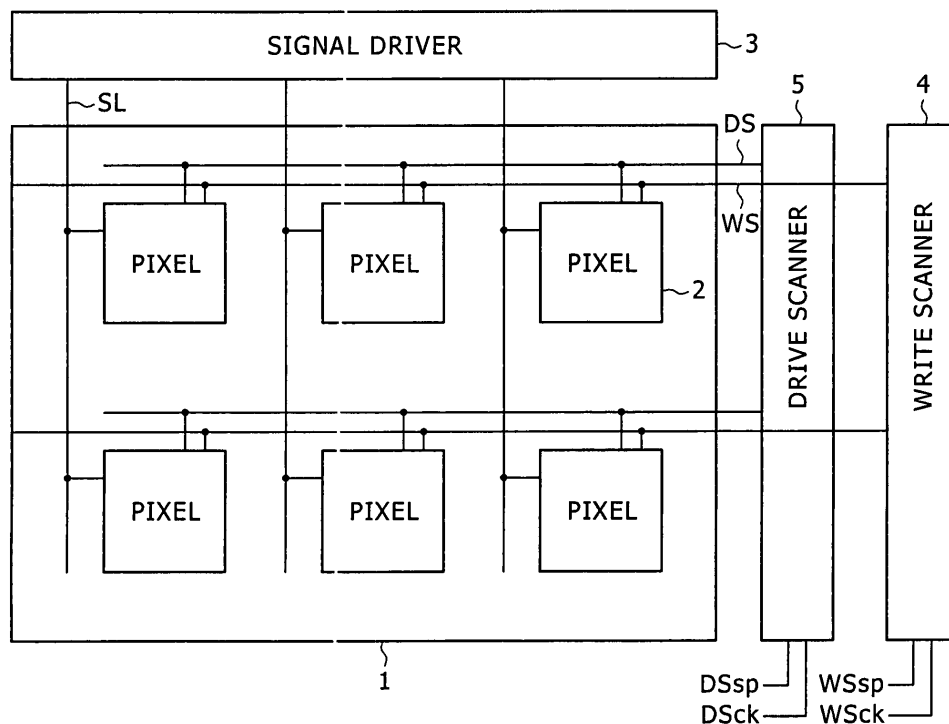 SIGNAL DRIVER
3
SL
5
4
DS
WS
PIXEL
PIXEL
PIXEL
2
DRIVE SCANNER
WRITE SCANNER
PIXEL
PIXEL
PIXEL
1
DSsp
DSck
WSsp
WSck